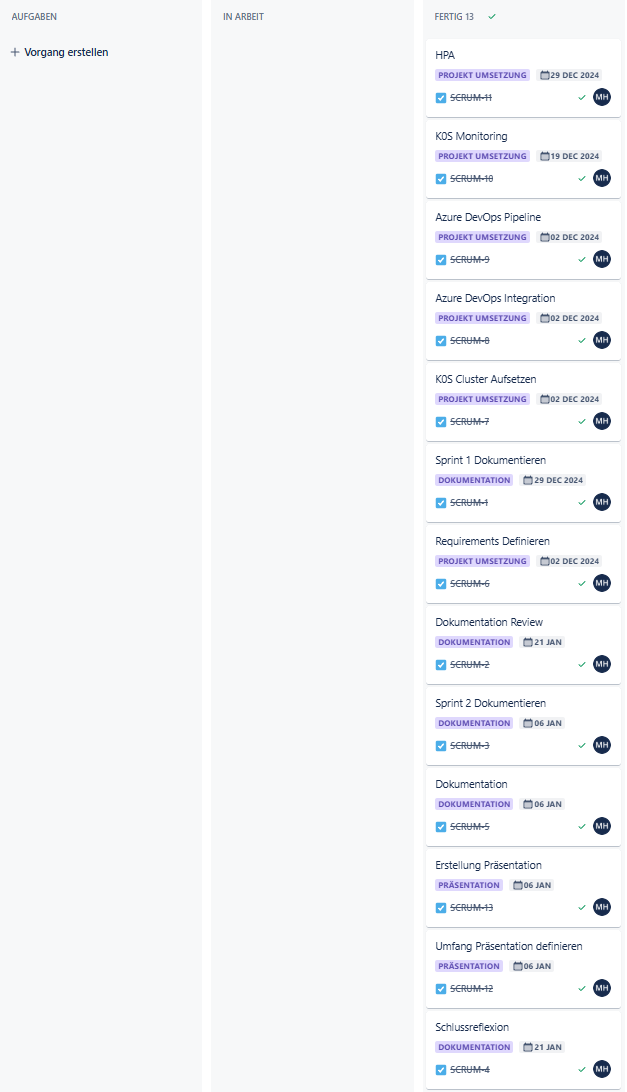 AUFGABEN
+ Vorgang erstellen
IN ARBEIT
FERTIG 13
HPA
PROJEKT UMSETZUNG 29 DEC 2024
SCRUM-11 MH
K0S Monitoring
PROJEKT UMSETZUNG 19 DEC 2024
SCRUM-10 MH
Azure DevOps Pipeline
PROJEKT UMSETZUNG 02 DEC 2024
SCRUM-9 MH
Azure DevOps Integration
PROJEKT UMSETZUNG 02 DEC 2024
SCRUM-8 MH
K0S Cluster Aufsetzen
PROJEKT UMSETZUNG 02 DEC 2024
SCRUM-7 MH
Sprint 1 Dokumentieren
DOKUMENTATION 29 DEC 2024
SCRUM-1 MH
Requirements Definieren
PROJEKT UMSETZUNG 02 DEC 2024
SCRUM-6 MH
Dokumentation Review
DOKUMENTATION 21 JAN
SCRUM-2 MH
Sprint 2 Dokumentieren
DOKUMENTATION 06 JAN
SCRUM-3 MH
Dokumentation
DOKUMENTATION 06 JAN
SCRUM-5 MH
Erstellung Präsentation
PRÄSENTATION 06 JAN
SCRUM-13 MH
Umfang Präsentation definieren
PRÄSENTATION 06 JAN
SCRUM-12 MH
Schlussreflexion
DOKUMENTATION 21 JAN
SCRUM-4 MH